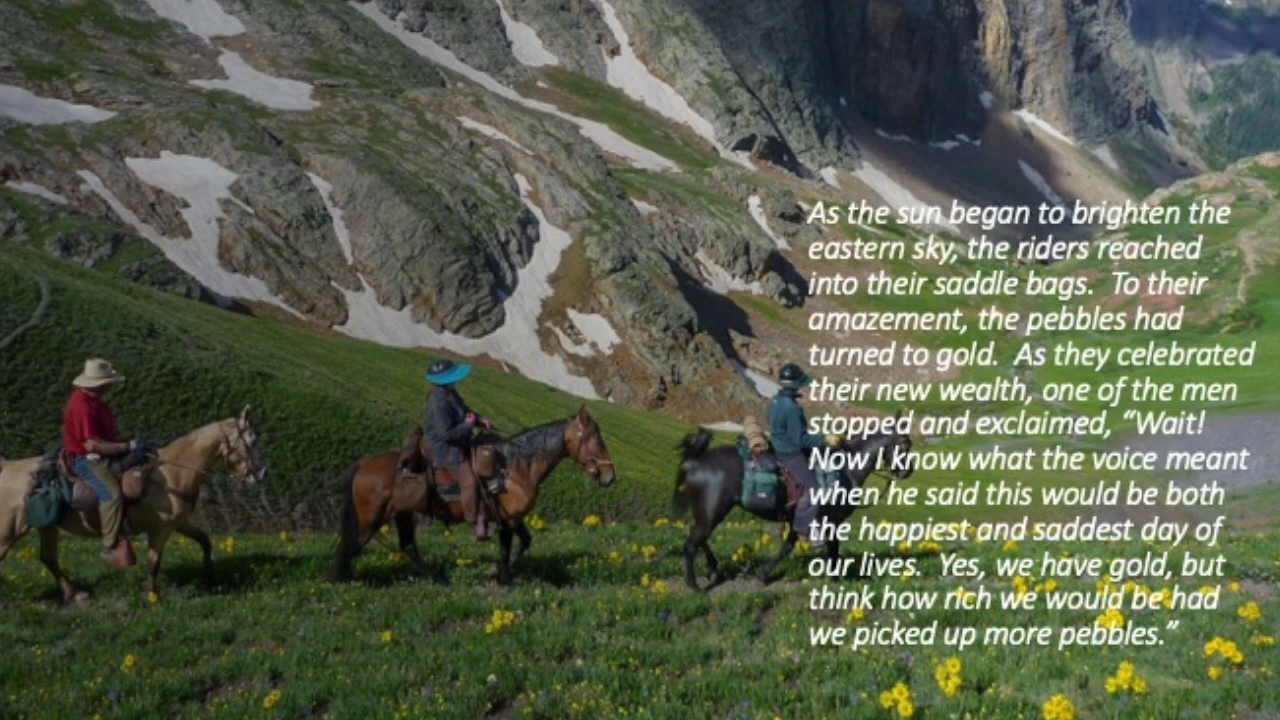 As the sun began to brighten the
eastern sky, the riders reached
into their saddle bags.  To their
amazement, the pebbles had
turned to gold.  As they celebrated
their new wealth, one of the men
stopped and exclaimed, “Wait!
Now I know what the voice meant
when he said this would be both
the happiest and saddest day of
our lives.  Yes, we have gold, but
think how rich we would be had
we picked up more pebbles.”